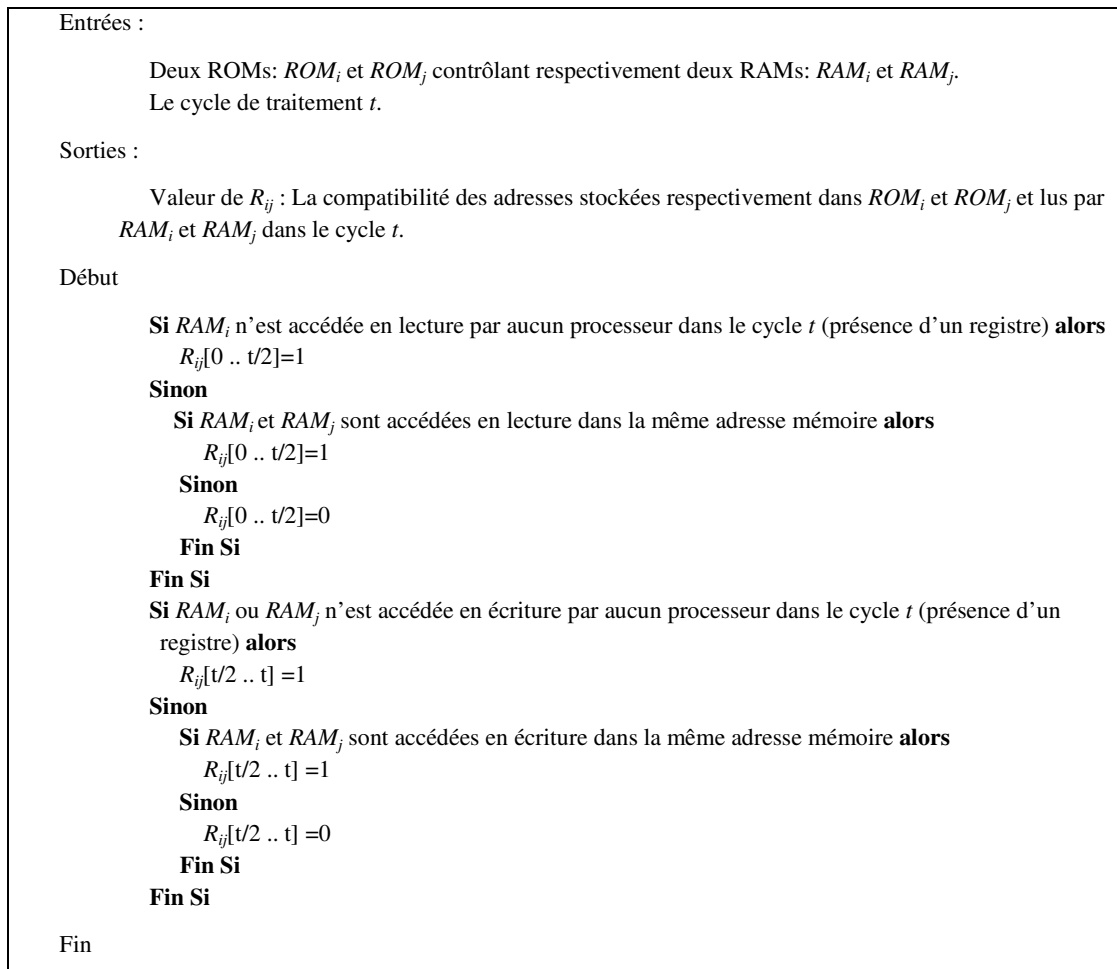 Entrées :
Deux ROMs: ROMi et ROMj contrôlant respectivement deux RAMs: RAMi et RAMj.
Le cycle de traitement t.
Sorties :
Valeur de Rij : La compatibilité des adresses stockées respectivement dans ROMi et ROMj et lus par
RAMi et RAMj dans le cycle t.
Début
Si RAMi n’est accédée en lecture par aucun processeur dans le cycle t (présence d’un registre) alors
Rij[0 .. t/2]=1
Sinon
Si RAMi et RAMj sont accédées en lecture dans la même adresse mémoire alors
Rij[0 .. t/2]=1
Sinon
Rij[0 .. t/2]=0
Fin Si
Fin Si
Si RAMi ou RAMj n’est accédée en écriture par aucun processeur dans le cycle t (présence d’un
registre) alors
Rij[t/2 .. t] =1
Sinon
Si RAMi et RAMj sont accédées en écriture dans la même adresse mémoire alors
Rij[t/2 .. t] =1
Sinon
Rij[t/2 .. t] =0
Fin Si
Fin Si
Fin